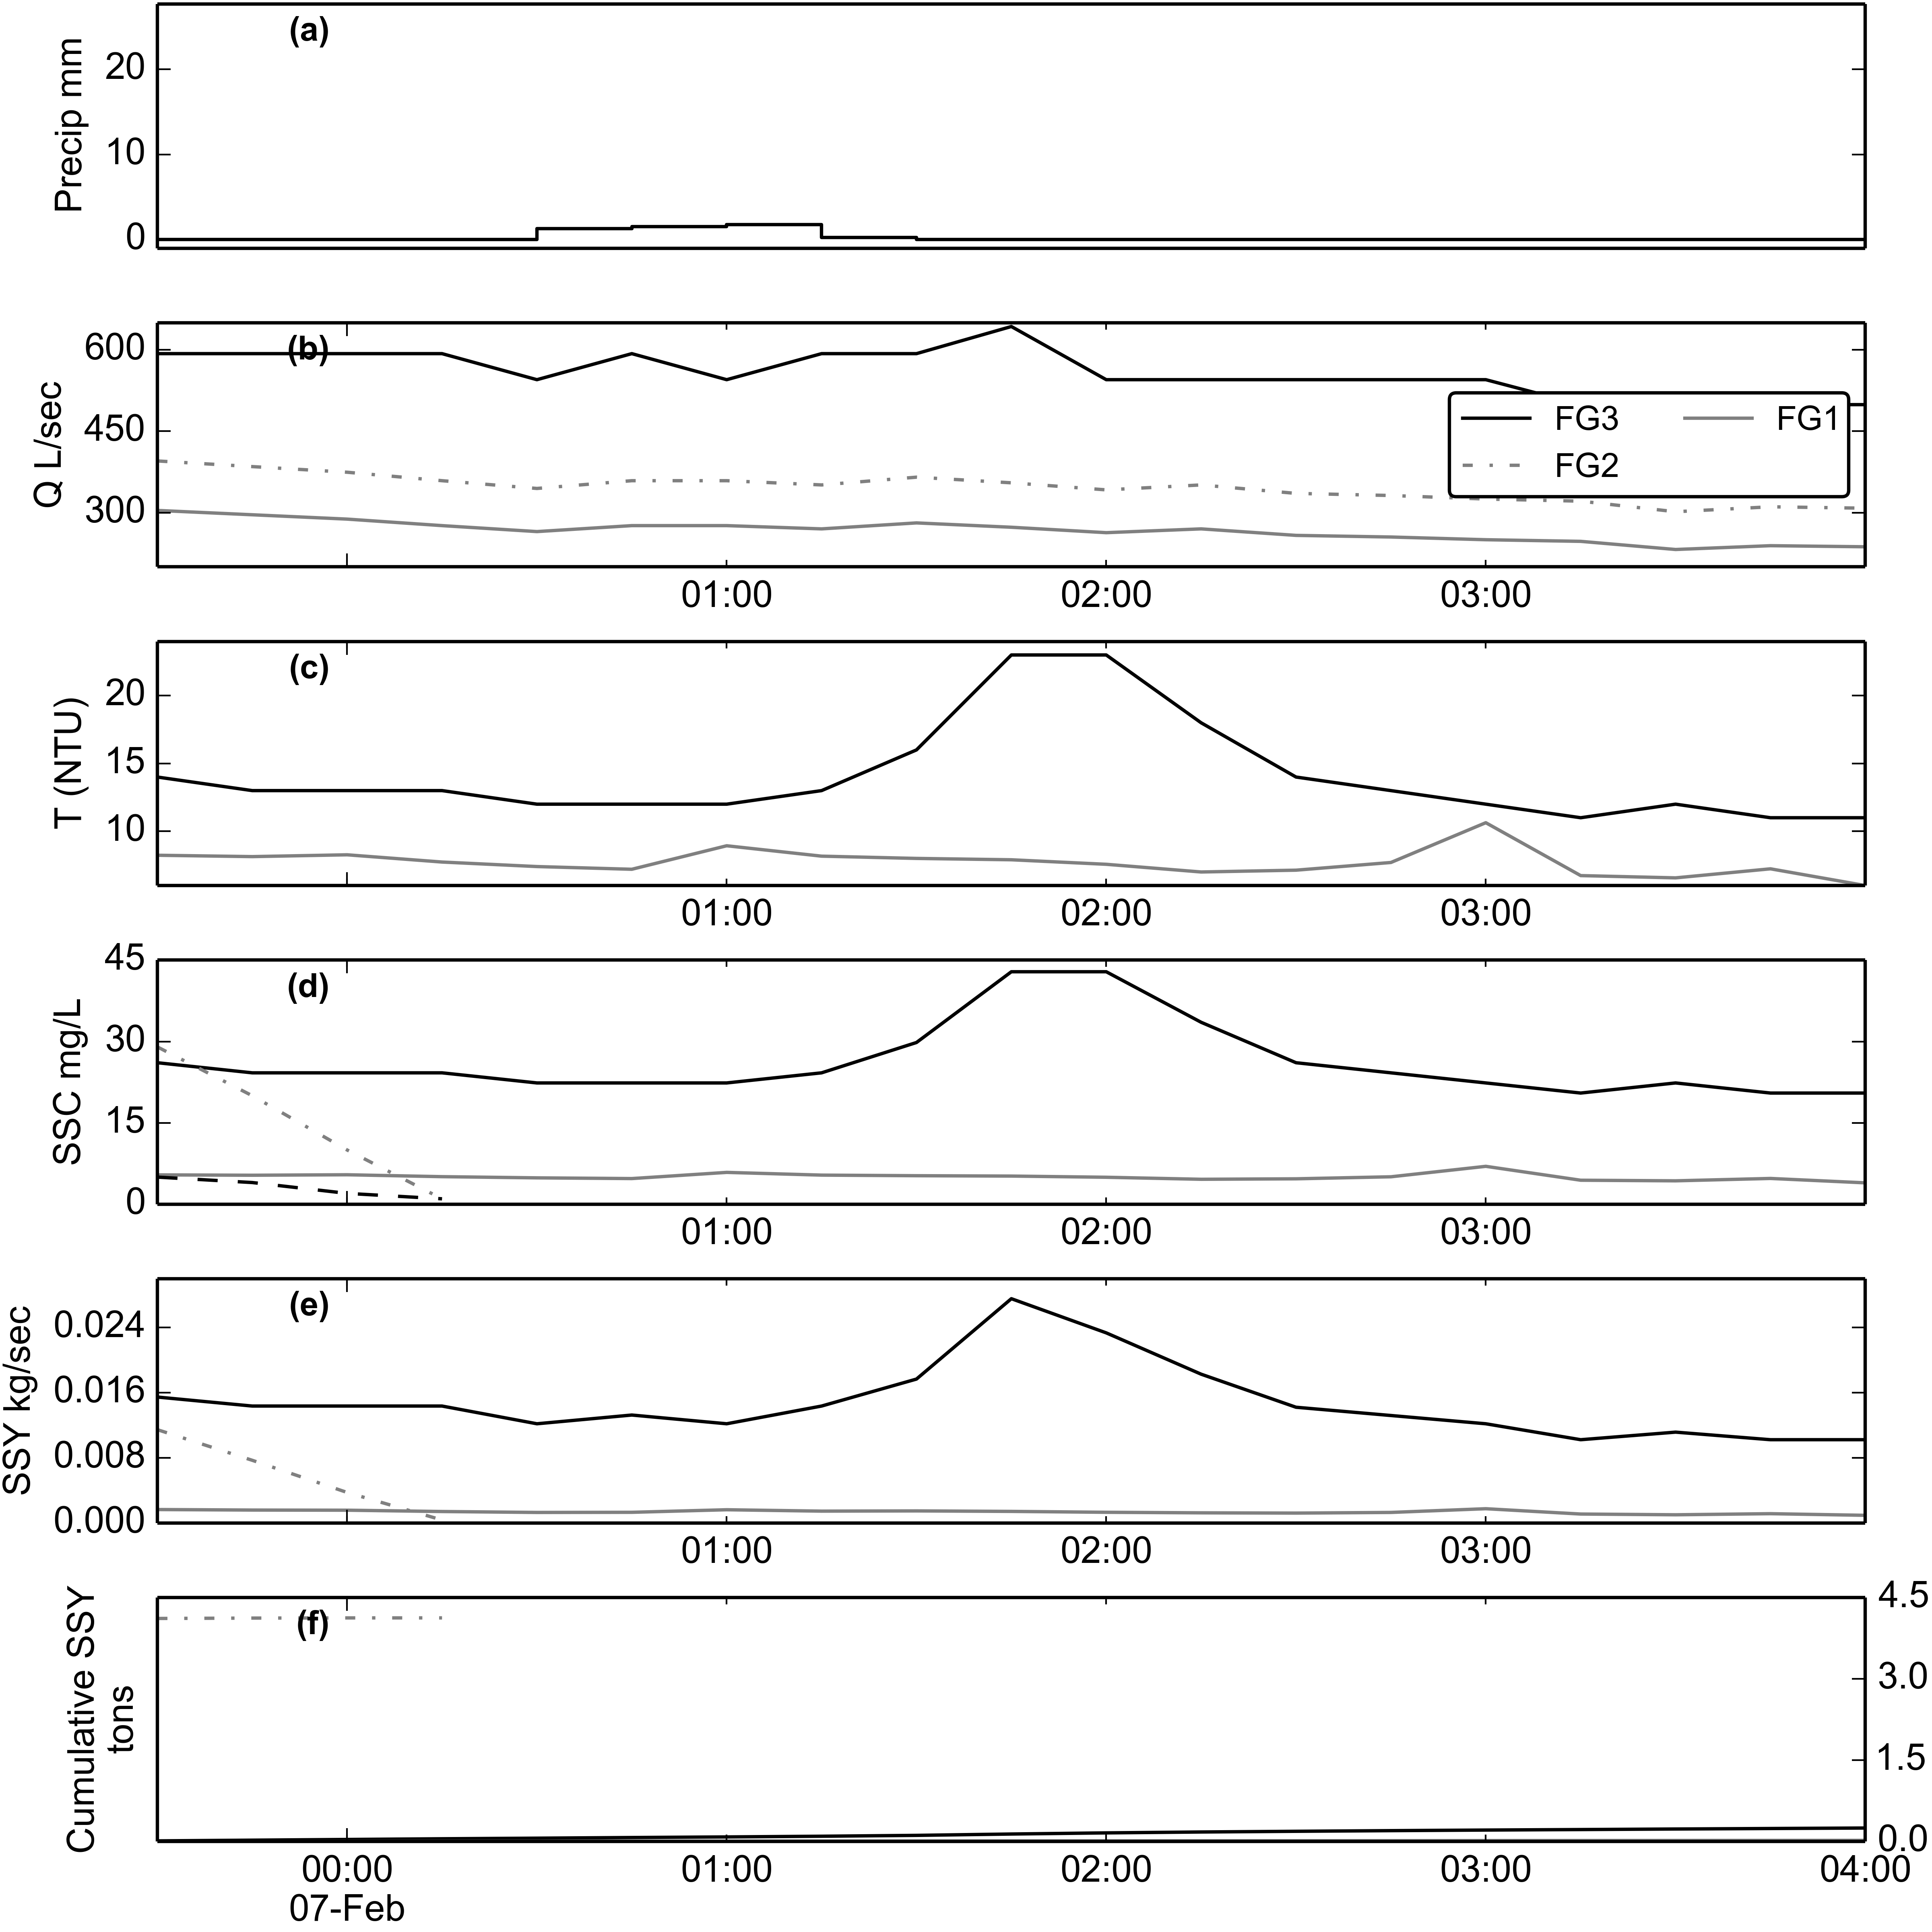 (a)
Precip mm
20
10
0
(b)
Q L/sec
600
450
300
FG3 FG1
FG2
01:00 02:00 03:00
(c)
T (NTU)
20
15
10
01:00 02:00 03:00
(d)
SSC mg/L
45
30
15
0
01:00 02:00 03:00
(e)
SSY kg/sec
0.024
0.016
0.008
0.000
01:00 02:00 03:00
(f)
Cumulative SSY
tons
4.5
3.0
1.5
0.0
00:00 01:00 02:00 03:00 04:00
07-Feb